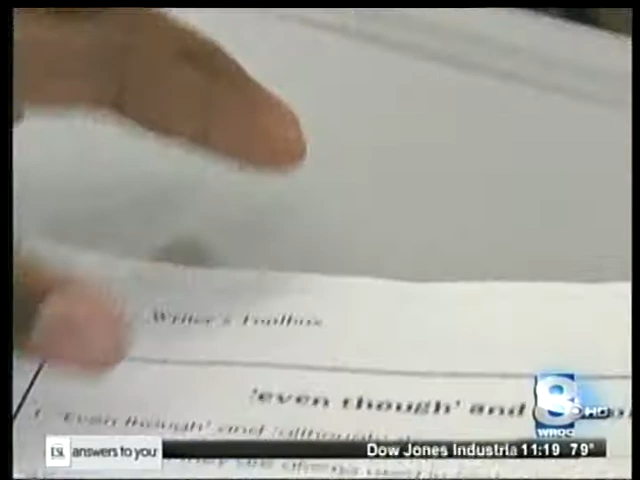 Writer's Toolbox
'even though' and
1. 'Even though' and 'although
8 HD
WROC
ESL answers to you
Dow Jones Industria 11:19 79°